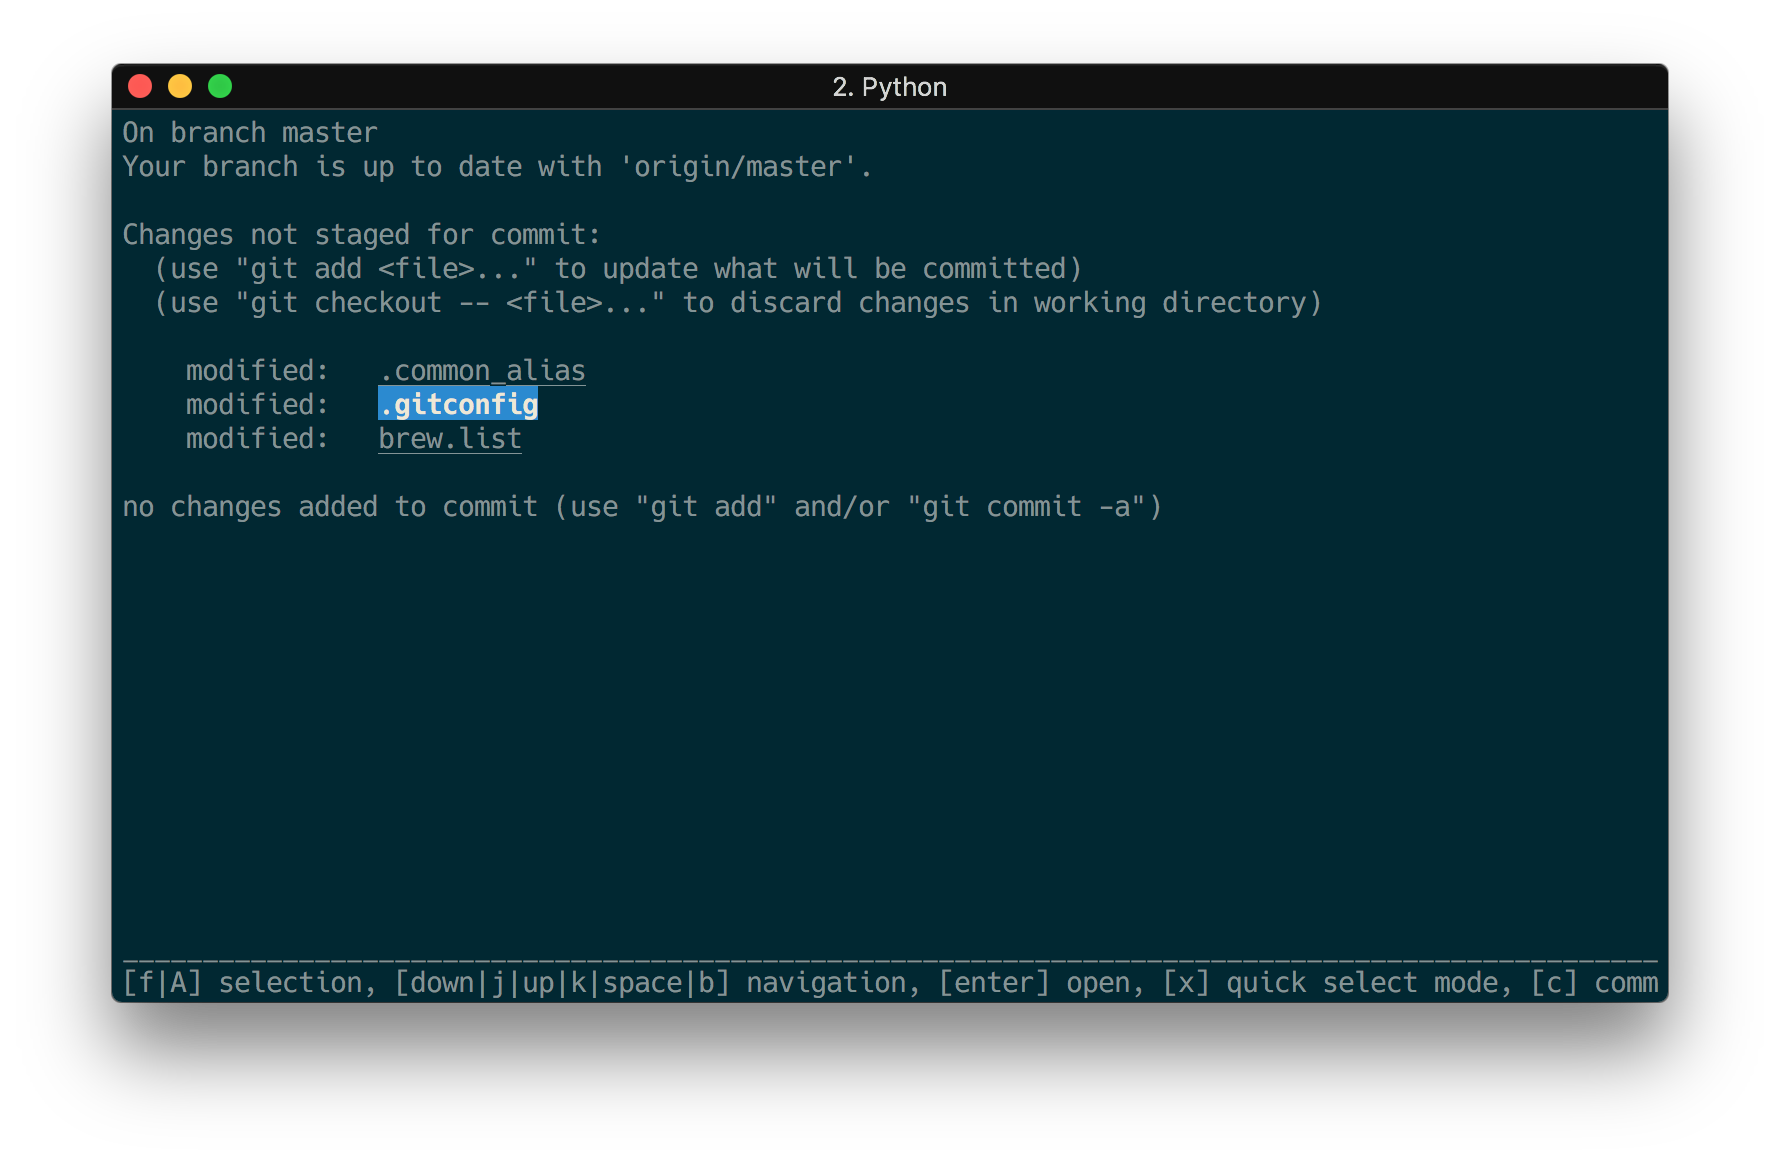 2. Python
On branch master
Your branch is up to date with 'origin/master'.
Changes not staged for commit:
  (use "git add <file>..." to update what will be committed)
  (use "git checkout -- <file>..." to discard changes in working directory)
    modified:   .common_alias
    modified:   .gitconfig
    modified:   brew.list
no changes added to commit (use "git add" and/or "git commit -a")
[f|A] selection, [down|j|up|k|space|b] navigation, [enter] open, [x] quick select mode, [c] comm